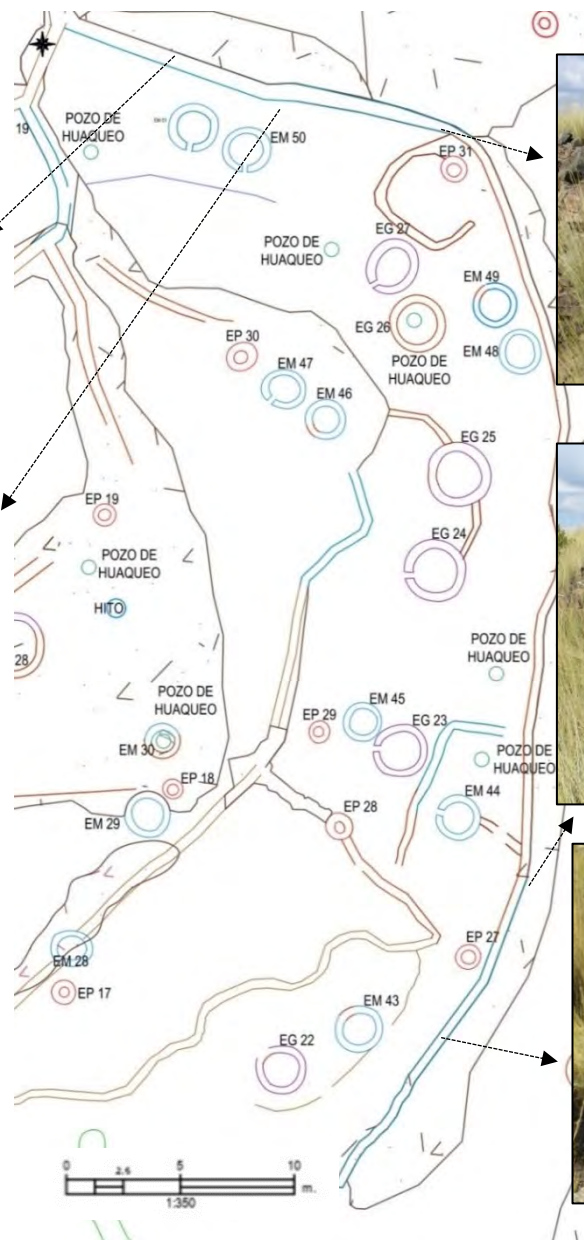 19
POZO DE
HUAQUEO
EM 50
EP 31
EG 27
POZO DE
HUAQUEO
EM 49
EG 26
POZO DE
HUAQUEO
EM 48
EP 30
EM 47
EM 46
EG 25
EP 19
EG 24
POZO DE
HUAQUEO
HITO
28
POZO DE
HUAQUEO
POZO DE
HUAQUEO
EM 30
EM 45
EP 29
EG 23
POZO DE
HUAQUEO
EP 18
EM 29
EM 44
EP 28
EM 28
EP 27
EP 17
EM 43
EG 22
0 2.5 5 10
m.
1:350